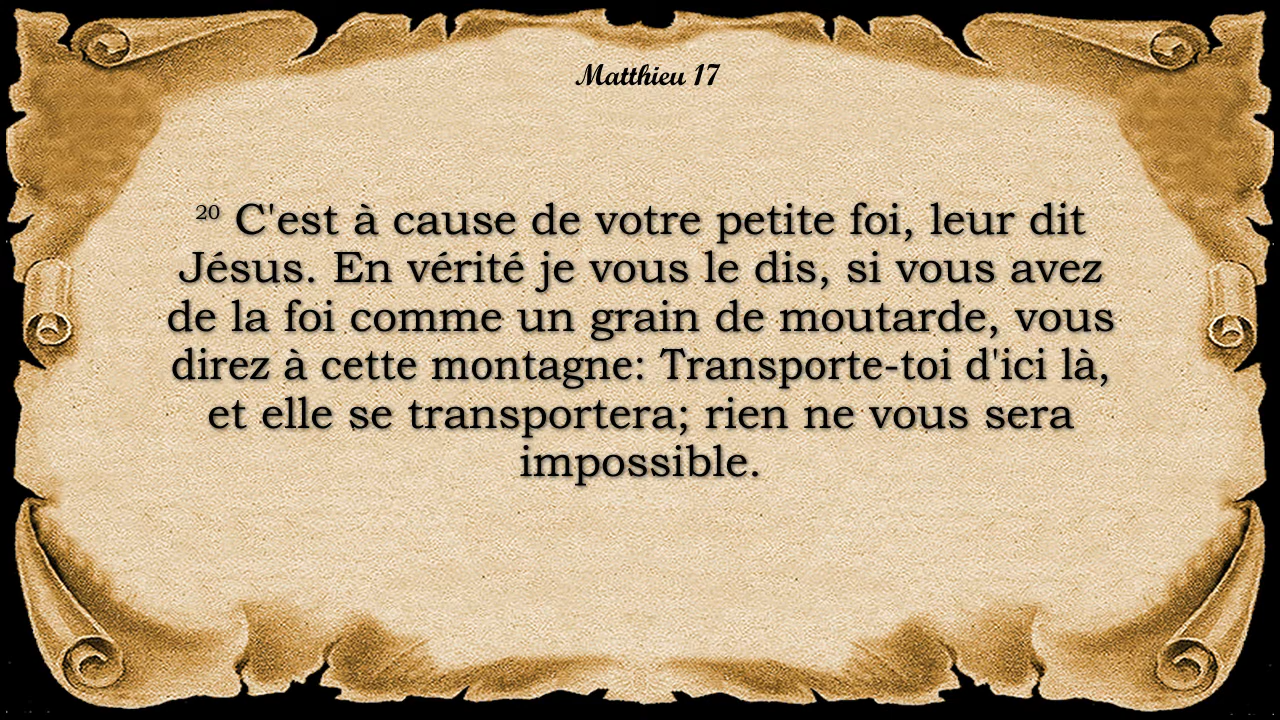 Matthieu 17
20 C'est à cause de votre petite foi, leur dit
Jésus. En vérité je vous le dis, si vous avez
de la foi comme un grain de moutarde, vous
direz à cette montagne: Transporte-toi d'ici là,
et elle se transportera; rien ne vous sera
impossible.